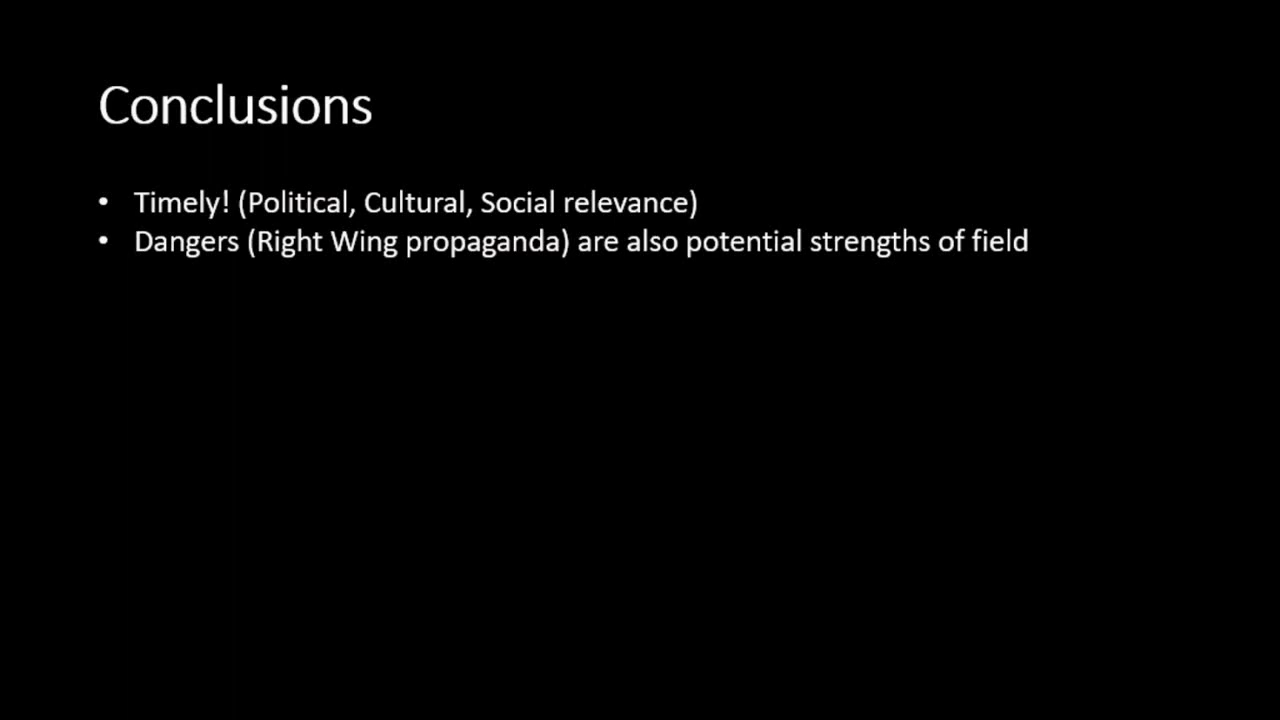 Conclusions
• Timely! (Political, Cultural, Social relevance)
• Dangers (Right Wing propaganda) are also potential strengths of field